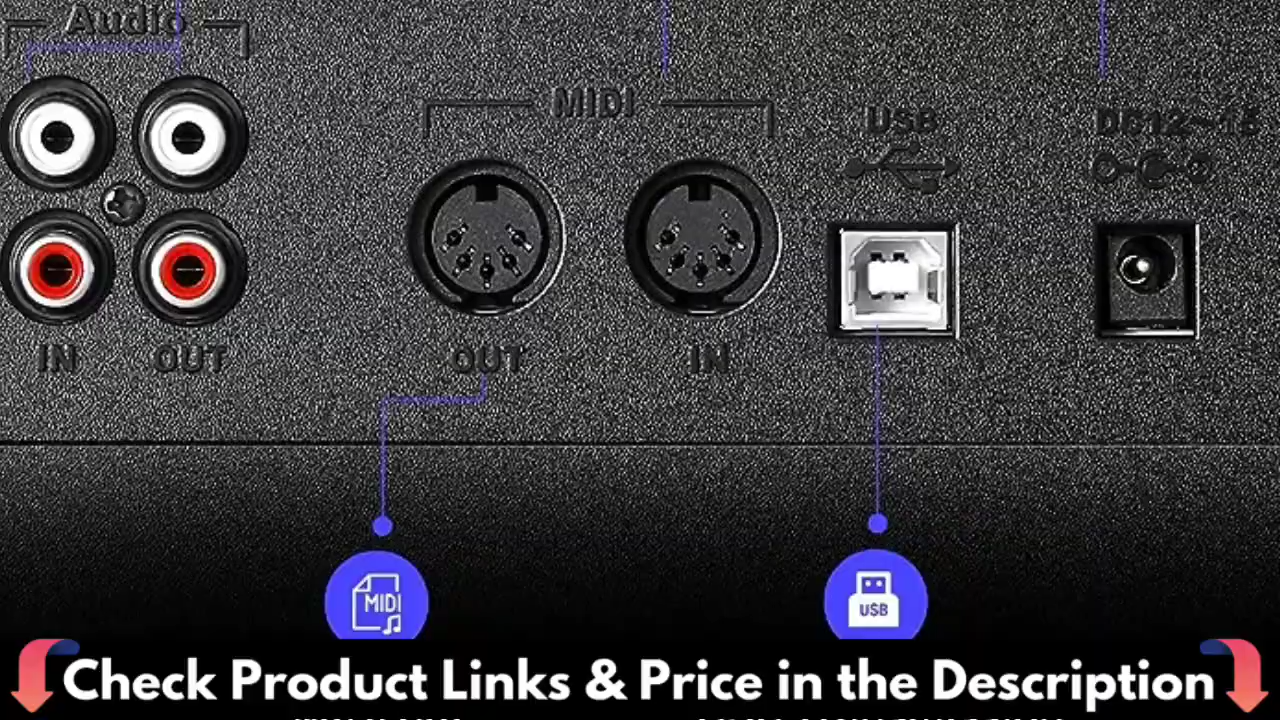 Audio
MIDI
USB
DC12~15
IN
OUT
OUT
IN
MIDI
USB
Check Product Links & Price in the Description